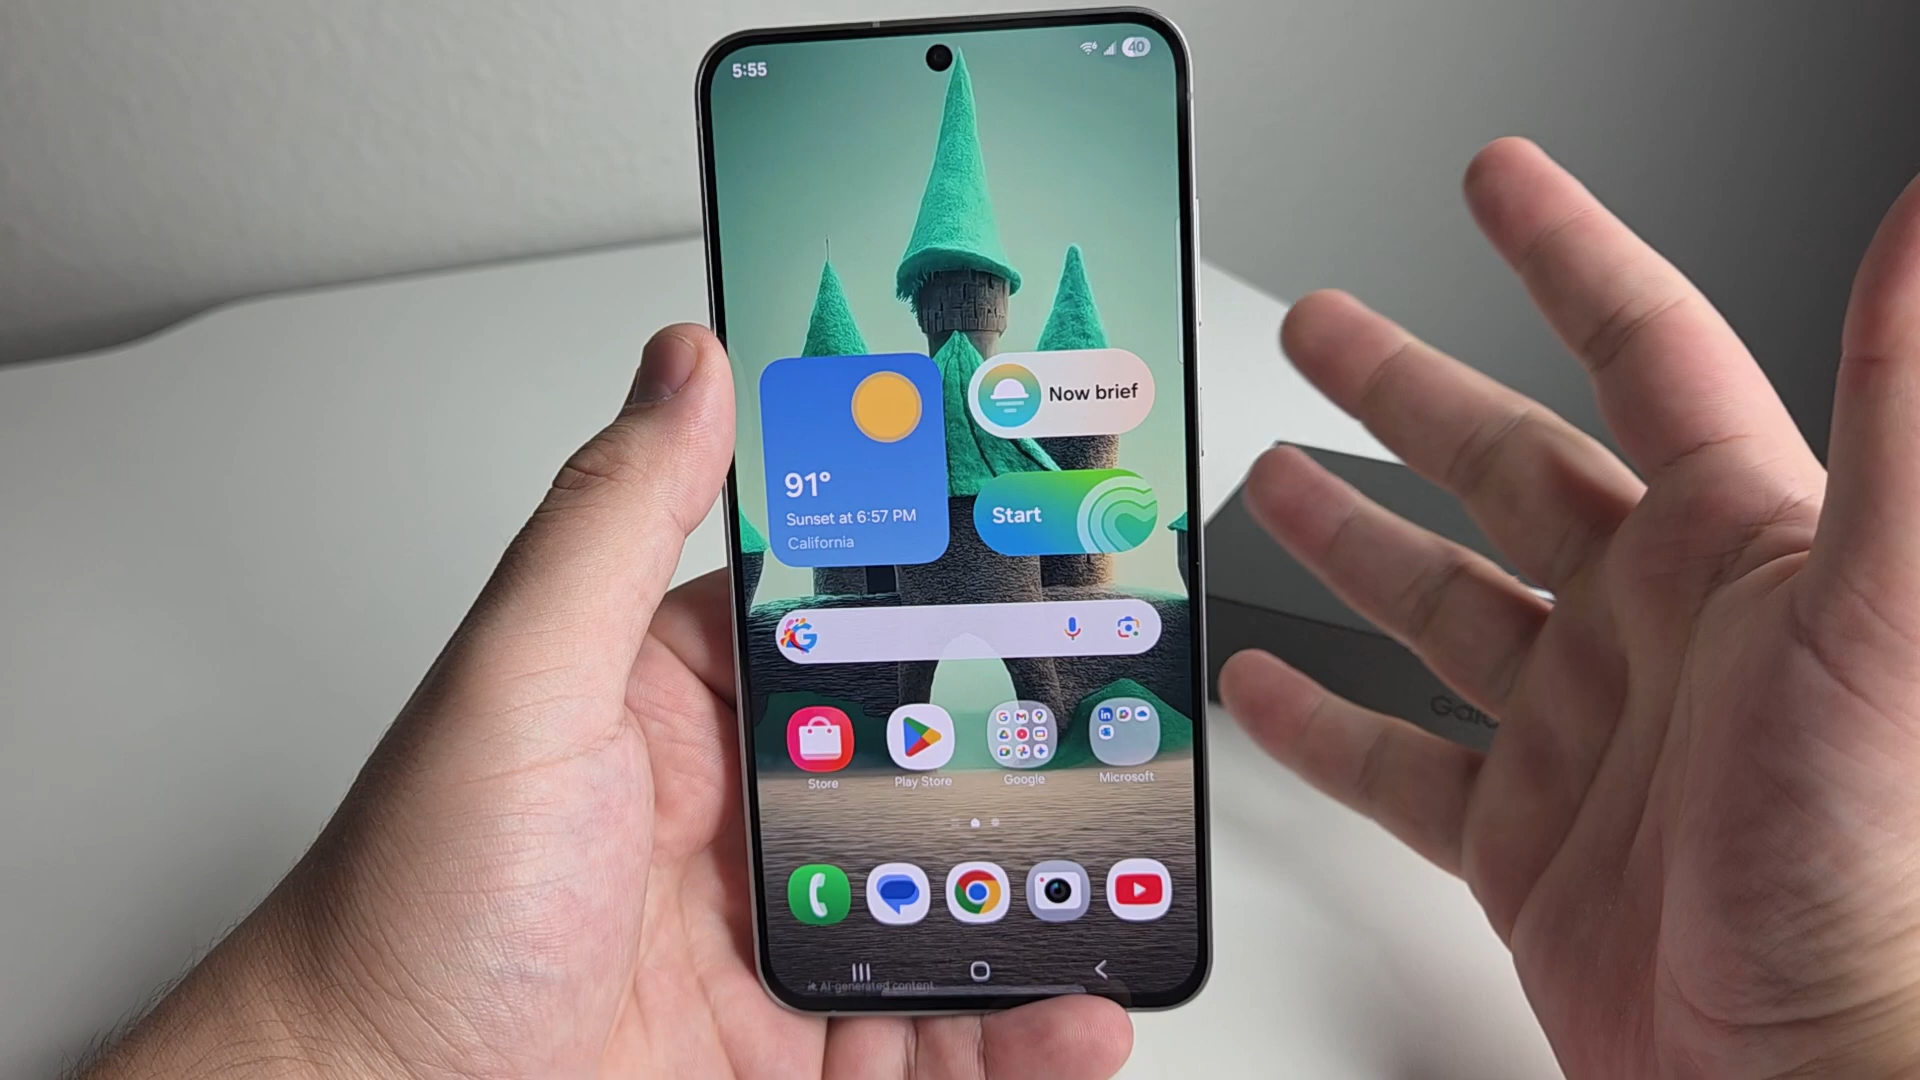 5:55
40
Now brief
91°
Sunset at 6:57 PM
California
Start
Store
Play Store
Google
Microsoft
AI-generated content